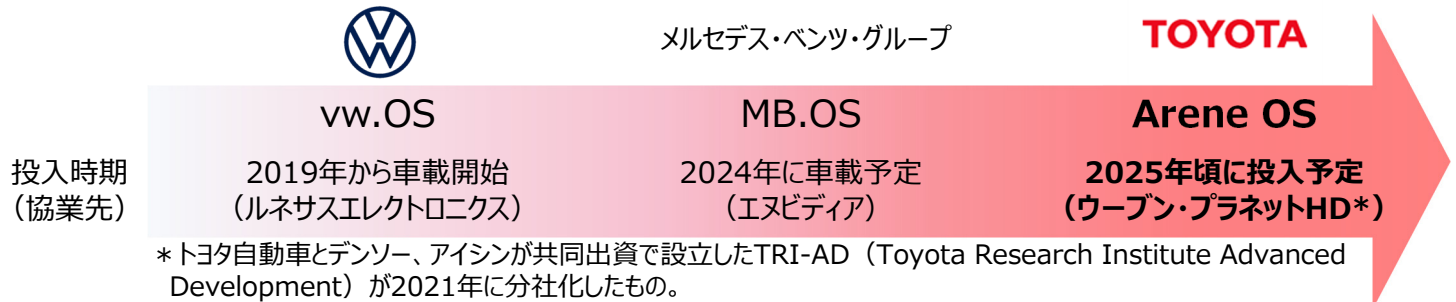 メルセデス・ベンツ・グループ
TOYOTA
vw.OS
MB.OS
Arene OS
投入時期
(協業先)
2019年から車載開始
(ルネサスエレクトロニクス)
2024年に車載予定
(エヌビディア)
2025年頃に投入予定
(ウーブン・プラネットHD*)
*トヨタ自動車とデンソー、アイシンが共同出資で設立したTRI-AD(Toyota Research Institute Advanced
Development)が2021年に分社化したもの。